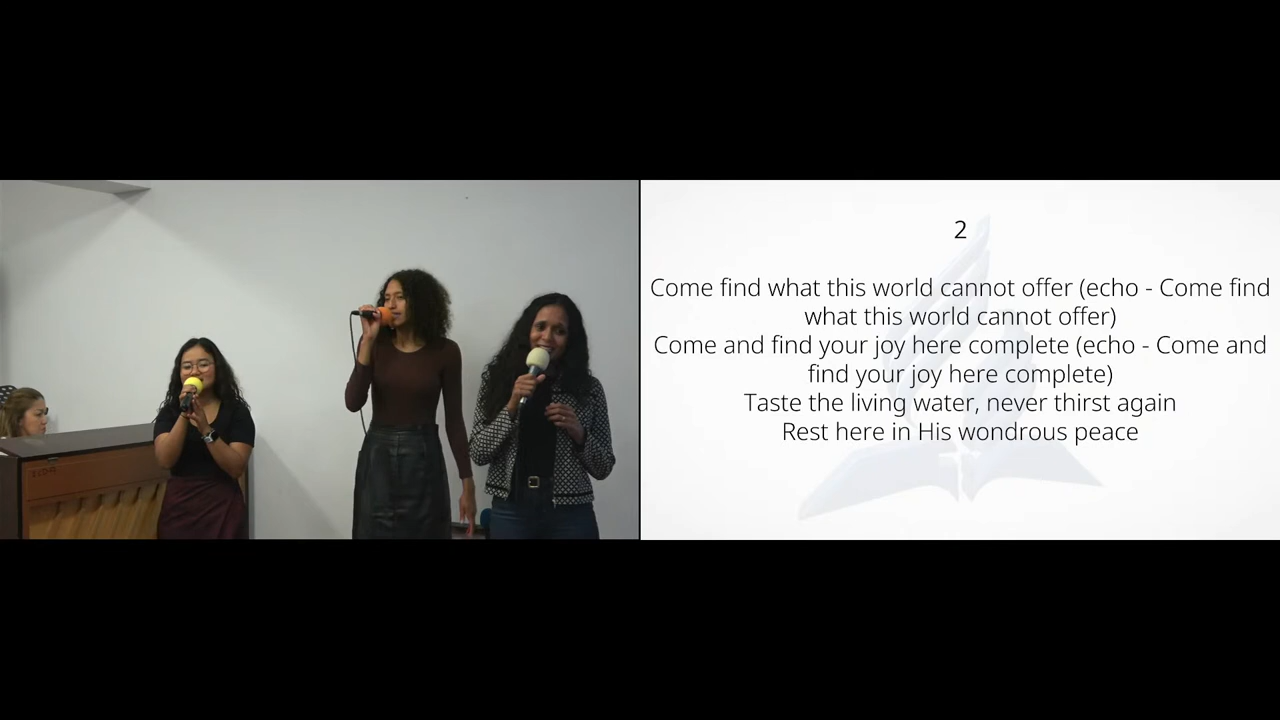 2
Come find what this world cannot offer (echo - Come find
what this world cannot offer)
Come and find your joy here complete (echo - Come and
find your joy here complete)
Taste the living water, never thirst again
Rest here in His wondrous peace